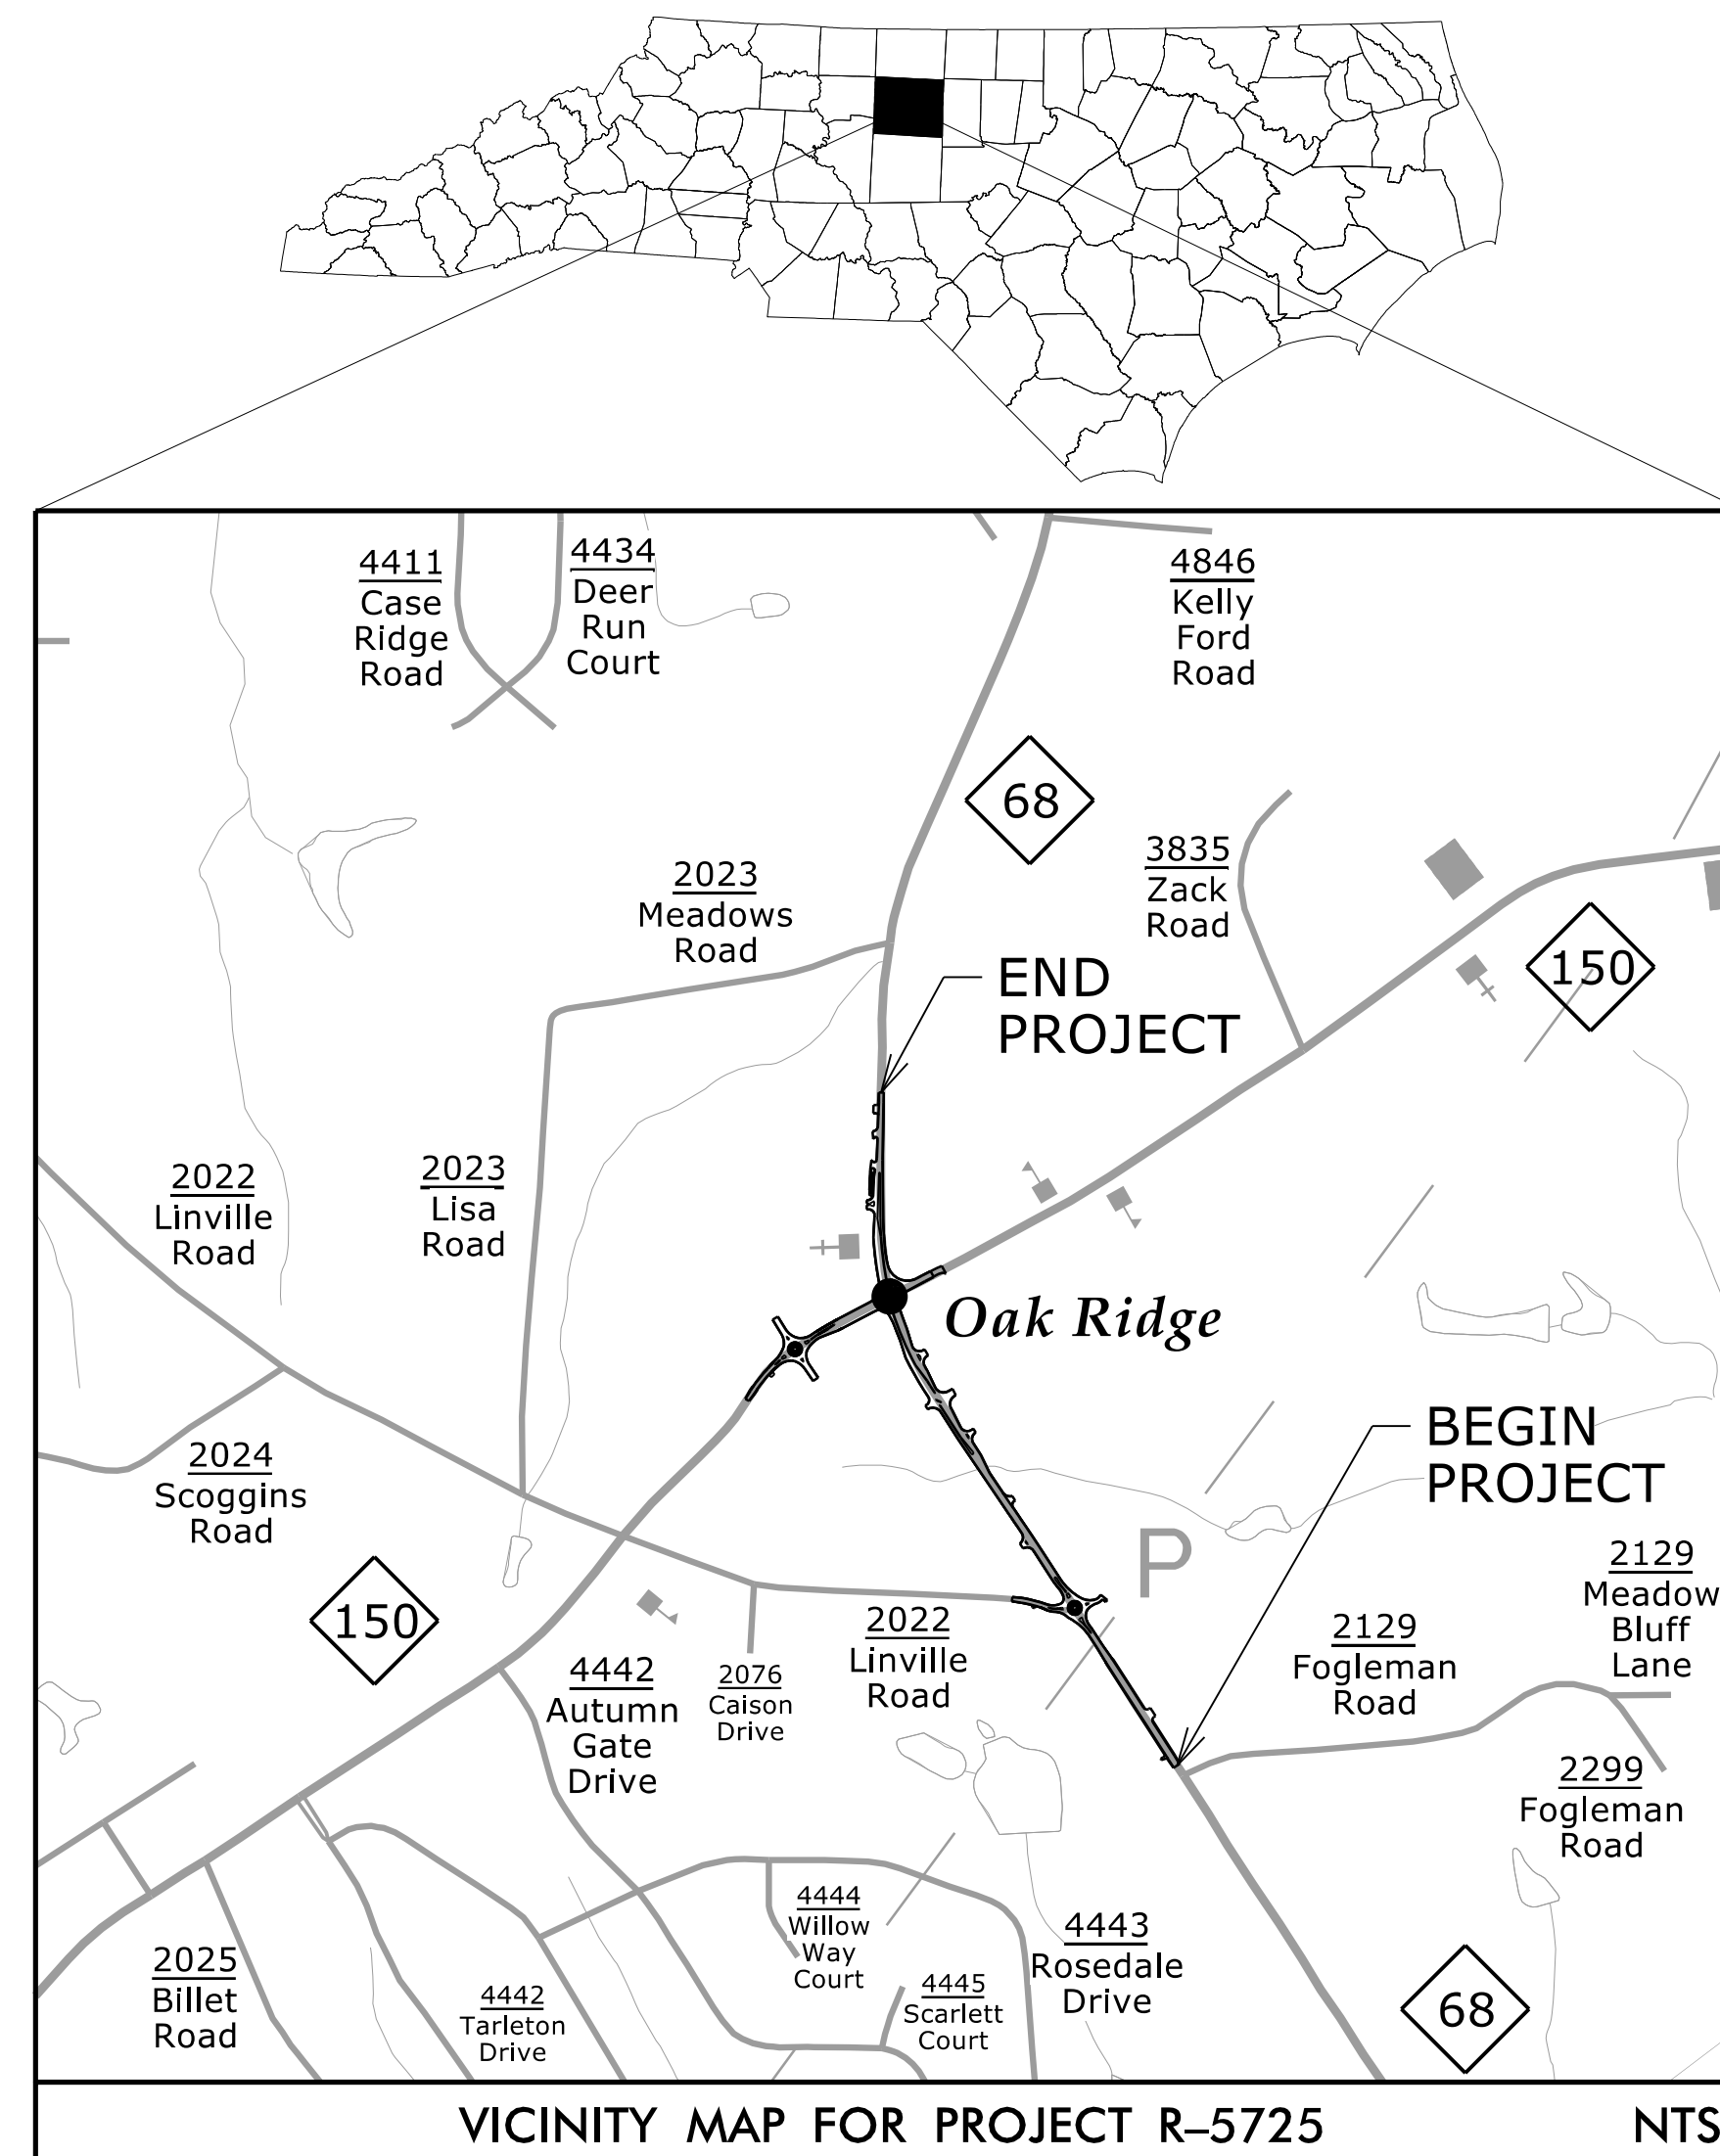 4411
Case
Ridge
Road
4434
Deer
Run
Court
4846
Kelly
Ford
Road
68
3835
Zack
Road
2023
Meadows
Road
150
END
PROJECT
2022
Linville
Road
2023
Lisa
Road
Oak Ridge
BEGIN
PROJECT
2024
Scoggins
Road
P
150
2129
Meadow
Bluff
Lane
2022
Linville
Road
2129
Fogleman
Road
4442
Autumn
Gate
Drive
2076
Caison
Drive
2299
Fogleman
Road
4444
Willow
Way
Court
4443
Rosedale
Drive
2025
Billet
Road
4442
Tarleton
Drive
4445
Scarlett
Court
68
VICINITY MAP FOR PROJECT R–5725
NTS